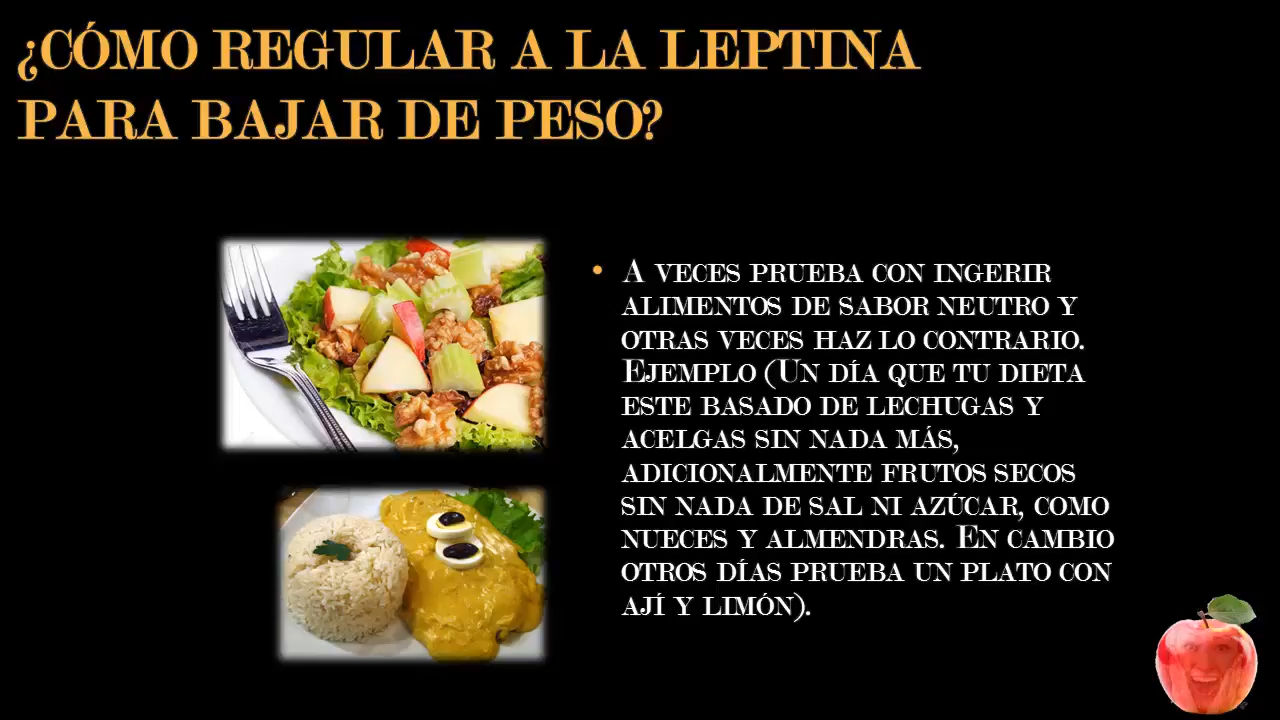 ¿CÓMO REGULAR A LA LEPTINA
PARA BAJAR DE PESO?
• A VECES PRUEBA CON INGERIR
ALIMENTOS DE SABOR NEUTRO Y
OTRAS VECES HAZ LO CONTRARIO.
EJEMPLO (UN DÍA QUE TU DIETA
ESTE BASADO DE LECHUGAS Y
ACELGAS SIN NADA MÁS,
ADICIONALMENTE FRUTOS SECOS
SIN NADA DE SAL NI AZÚCAR, COMO
NUECES Y ALMENDRAS. EN CAMBIO
OTROS DÍAS PRUEBA UN PLATO CON
AJÍ Y LIMÓN).